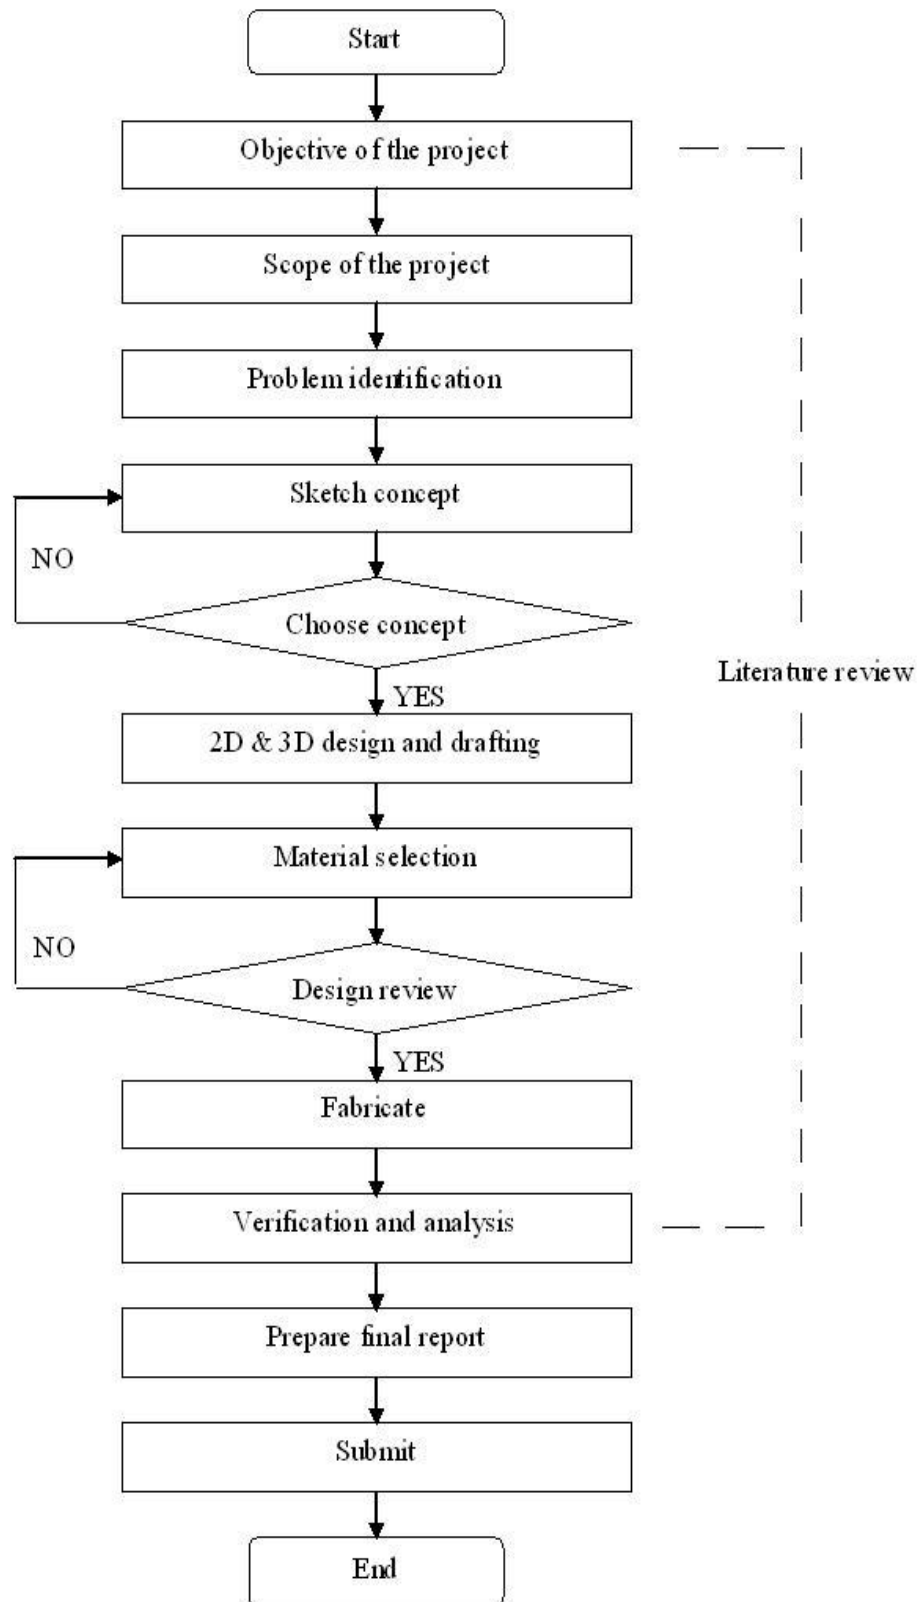 Start
Objective of the project
Scope of the project
Problem identification
Sketch concept
NO
Choose concept
Literature review
YES
2D & 3D design and drafting
Material selection
NO
Design review
YES
Fabricate
Verification and analysis
Prepare final report
Submit
End